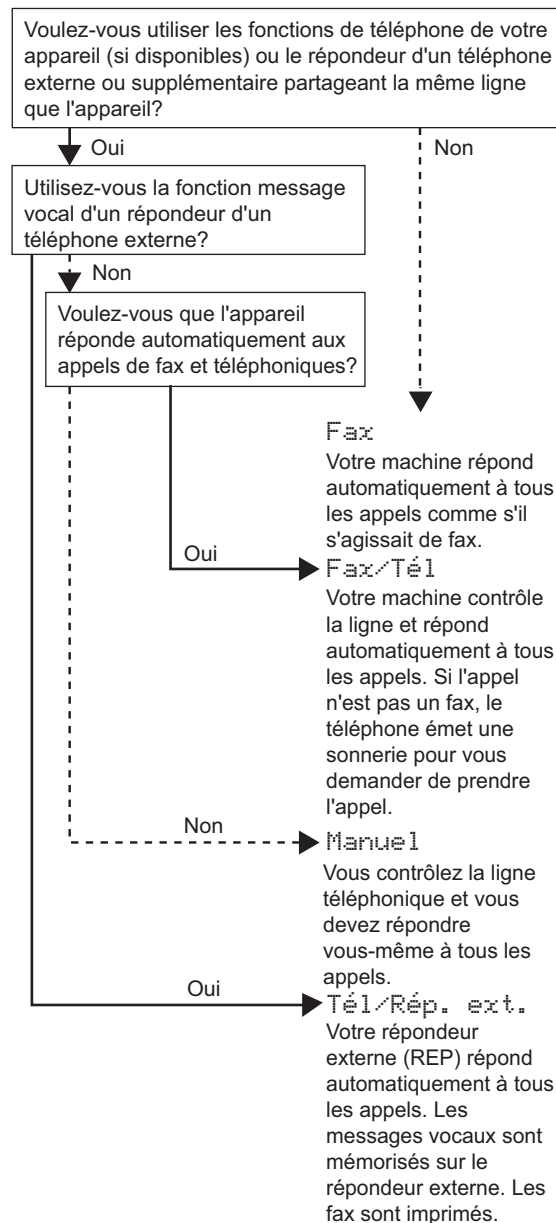 Voulez-vous utiliser les fonctions de téléphone de votre
appareil (si disponibles) ou le répondeur d'un téléphone
externe ou supplémentaire partageant la même ligne
que l'appareil?
Oui
Non
Utilisez-vous la fonction message
vocal d'un répondeur d'un
téléphone externe?
Non
Voulez-vous que l'appareil
réponde automatiquement aux
appels de fax et téléphoniques?
Fax
Votre machine répond
automatiquement à tous
les appels comme s'il
s'agissait de fax.
Oui
Fax/Tél
Votre machine contrôle
la ligne et répond
automatiquement à tous
les appels. Si l'appel
n'est pas un fax, le
téléphone émet une
sonnerie pour vous
demander de prendre
l'appel.
Non
Manuel
Vous contrôlez la ligne
téléphonique et vous
devez répondre
vous-même à tous les
appels.
Oui
Tél/Rép. ext.
Votre répondeur
externe (REP) répond
automatiquement à tous
les appels. Les
messages vocaux sont
mémorisés sur le
répondeur externe. Les
fax sont imprimés.